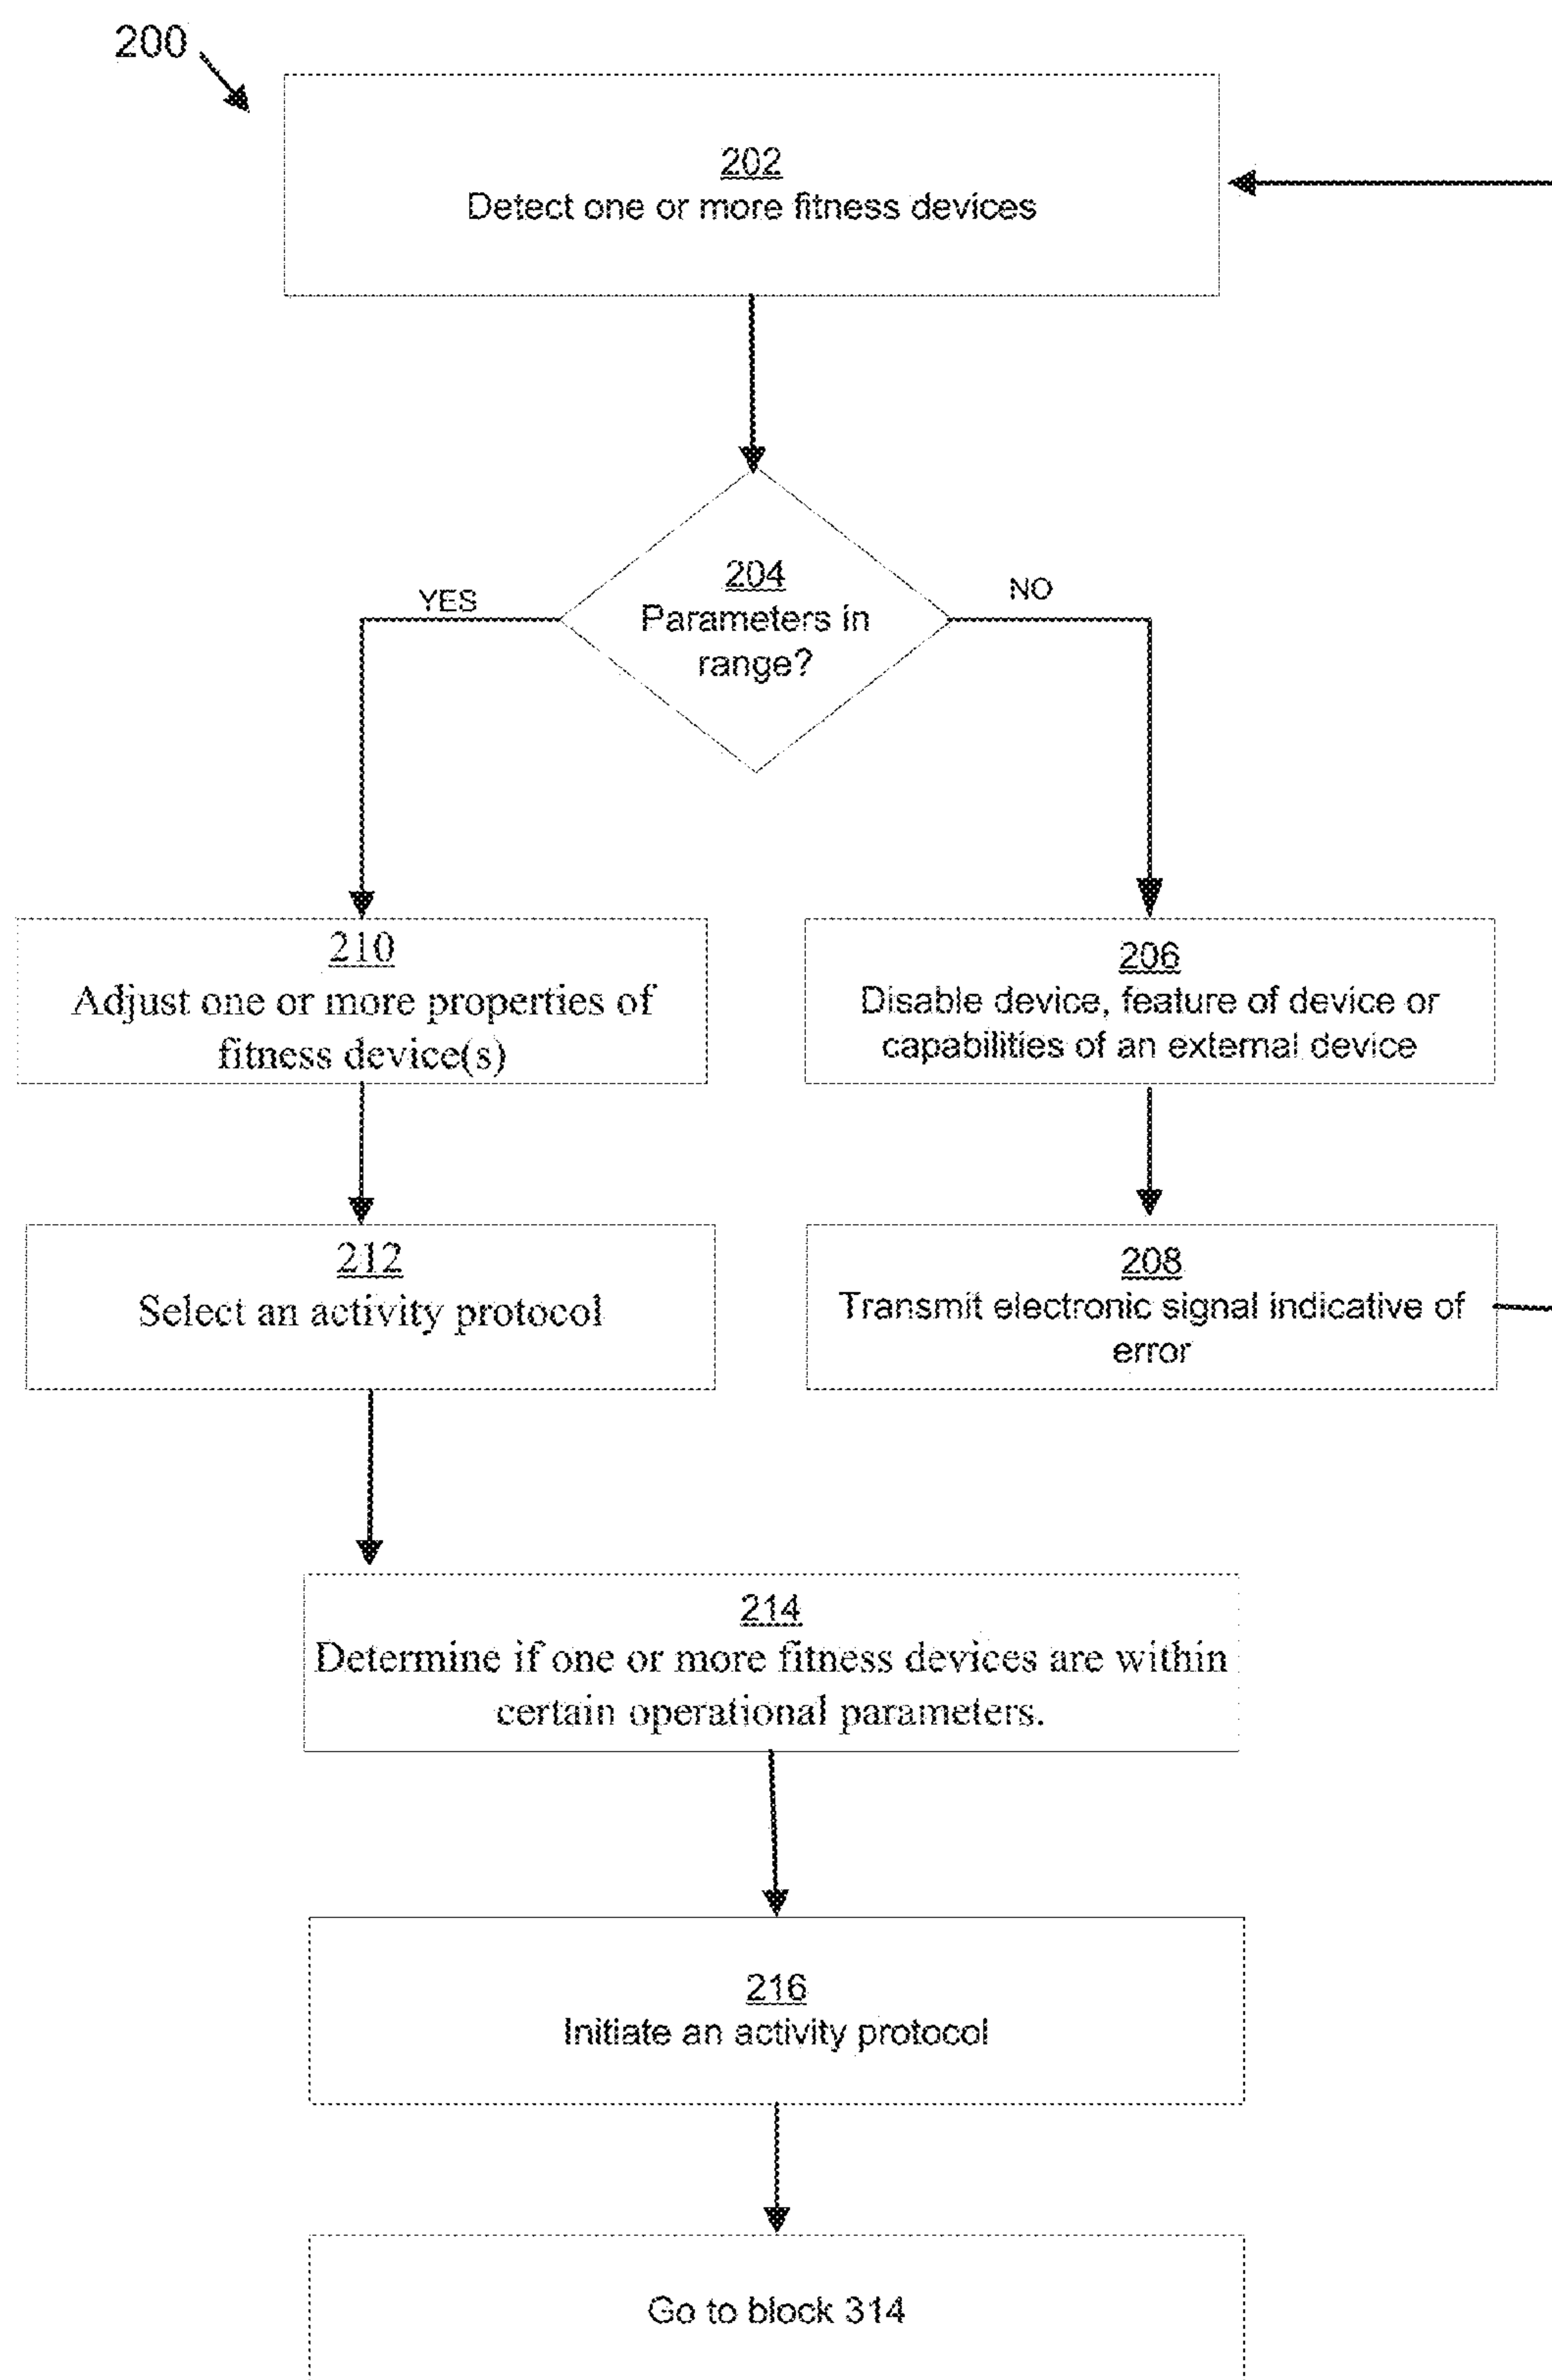 200
202
Detect one or more fitness devices
204
Parameters in
range?
YES
NO
210
Adjust one or more properties of
fitness device(s)
206
Disable device, feature of device or
capabilities of an external device
212
Select an activity protocol
208
Transmit electronic signal indicative of
error
214
Determine if one or more fitness devices are within
certain operational parameters.
216
Initiate an activity protocol
Go to block 314